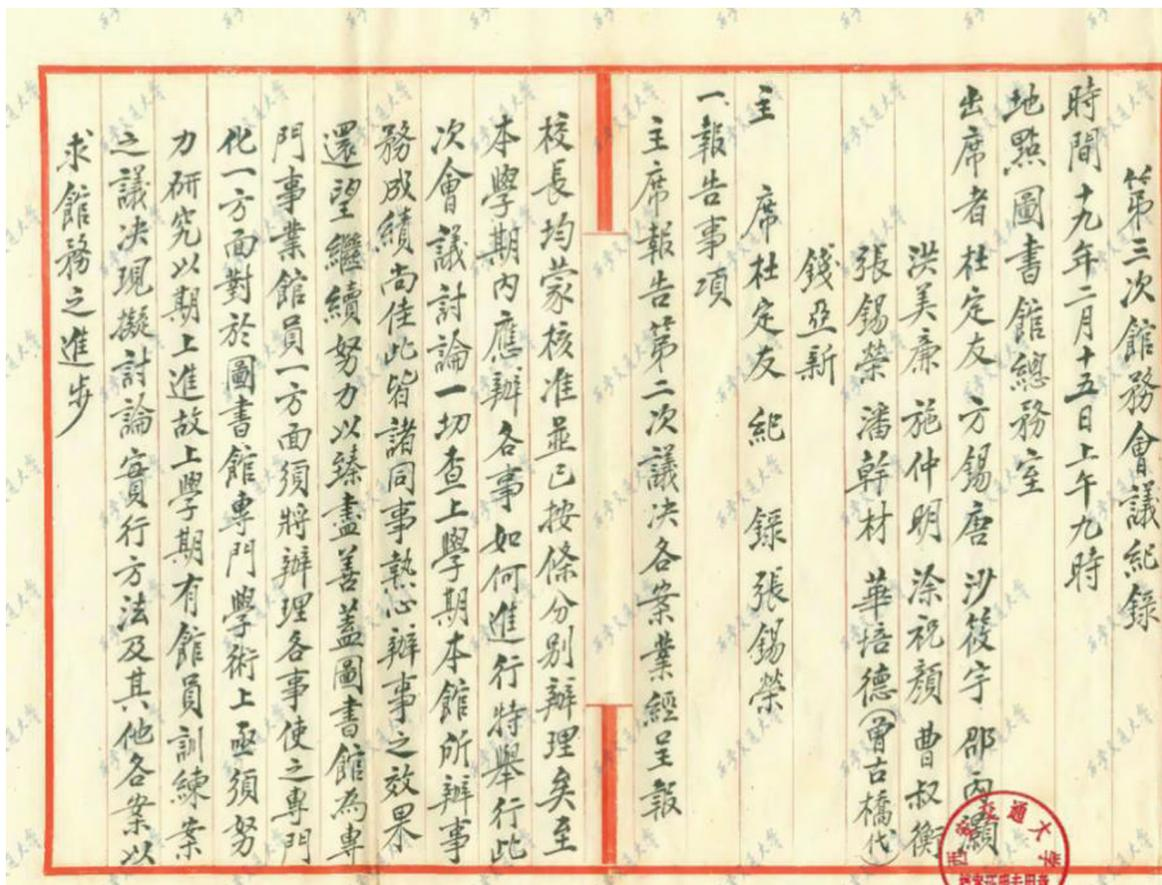 第三次館務會議紀錄
時間十九年二月十五日上午九時
地點圖書館總務室
出席者杜定友 方錫唐 沙筱宇 邵丙灝
洪美廉 施仲明 涂祝顏 曹叔衡
張錫榮 潘幹材 華培德(曾古橋代)
錢亞新
主 席杜定友 紀 錄張錫榮
一、報告事項
主席報告第二次議決各案業經呈報
校長均蒙核准並已按條分別辦理矣至
本學期內應辦各事如何進行特舉行此
次會議討論一切查上學期本館所辦事
務成績尚佳此皆諸同事熱心辦事之效果
還望繼續努力以臻盡善蓋圖書館為專
門事業館員一方面須將辦理各事使之專門
化一方面對於圖書館專門學術上亟須努
力研究以期上進故上學期有館員訓練案
之議決現擬討論實行方法及其他各案以
求館務之進步
西安交通大學